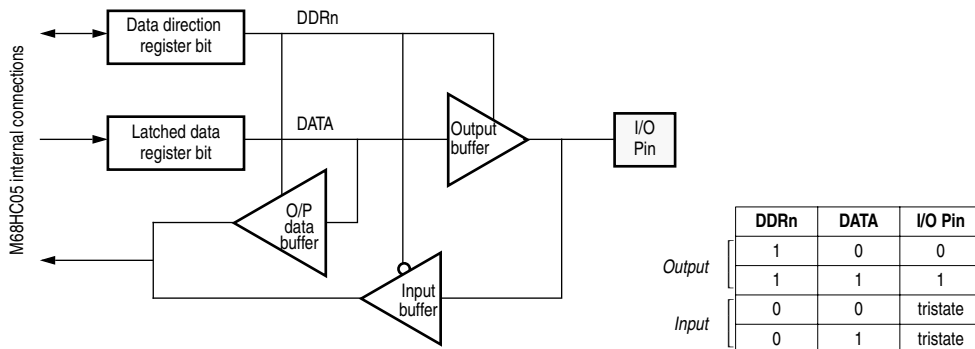 M68HC05 internal connections
Data direction
register bit
DDRn
Latched data
register bit
DATA
Output
buffer
I/O
Pin
O/P
data
buffer
Input
buffer
DDRn DATA I/O Pin
Output
1 0 0
1 1 1
Input
0 0 tristate
0 1 tristate